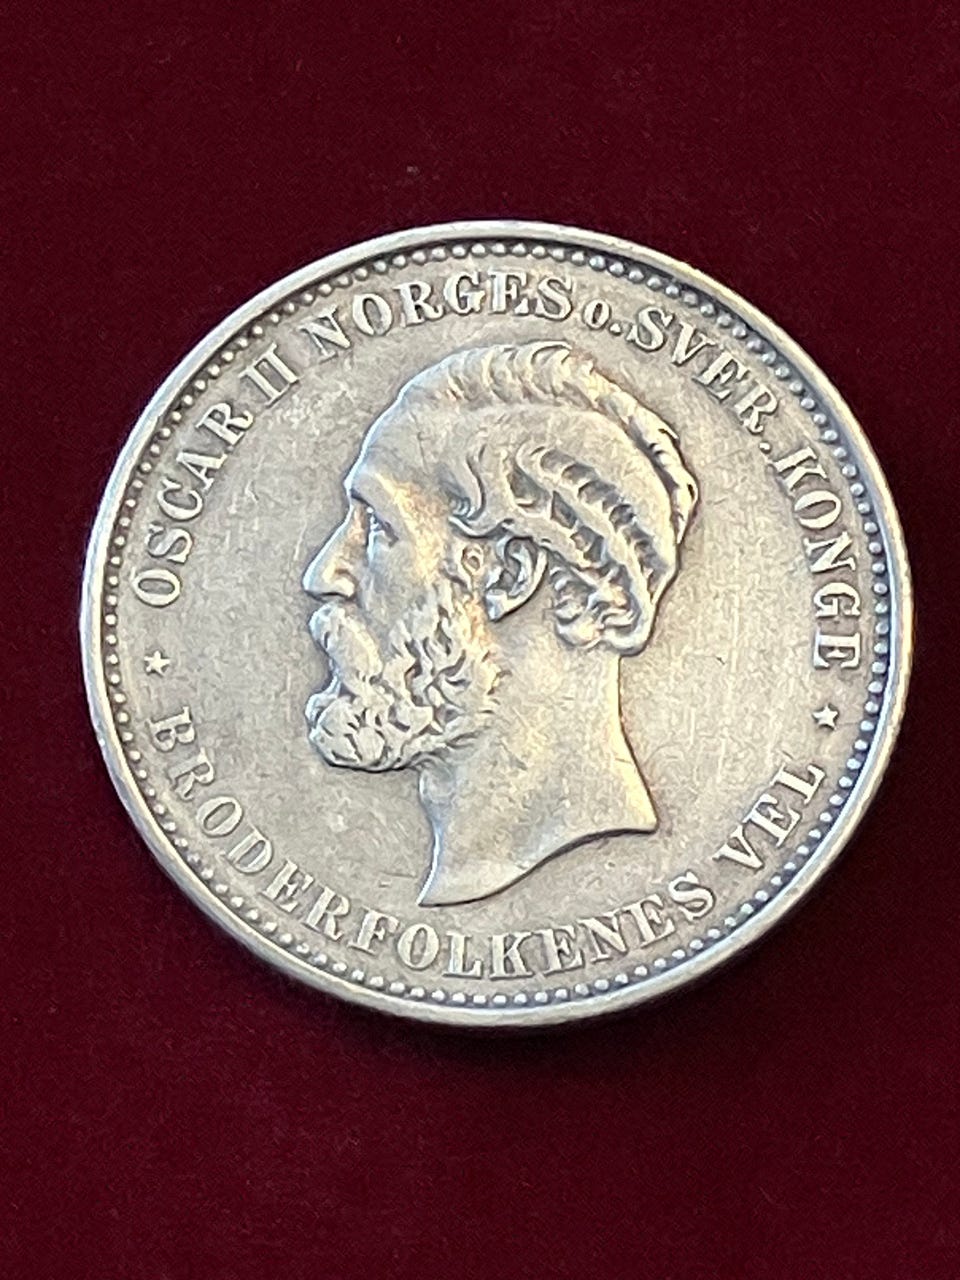 OSCAR II NORGES o. SVER. KONGE
BRODERFOLKENES VEL